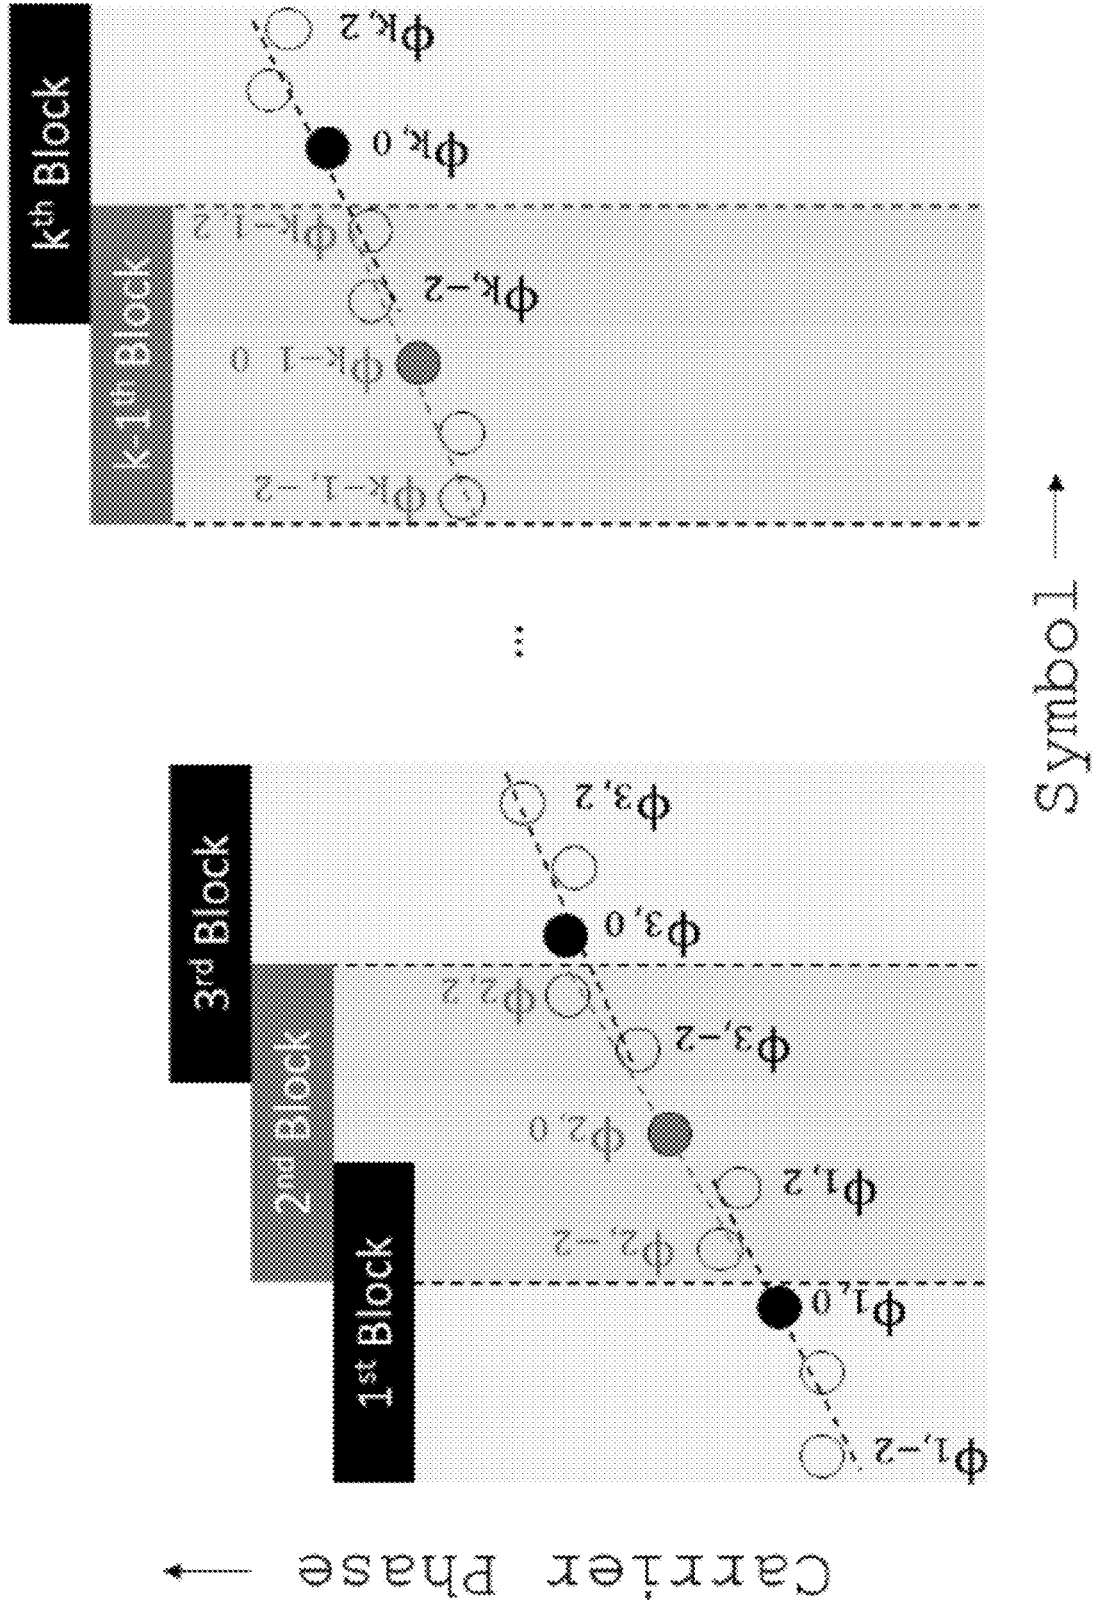 kth Block
k-1th Block
Φk, 2
Φk, 0
Φk−1, 2
Φk,−2
Φk−1 0
Φk−1,−2
...
3rd Block
2nd Block
1st Block
Φ3, 2
Φ3, 0
Φ2, 2
Φ3,−2
Φ2, 0
Φ1, 2
Φ2,−2
Φ1, 0
Φ1,−2
Symbol
Carrier Phase